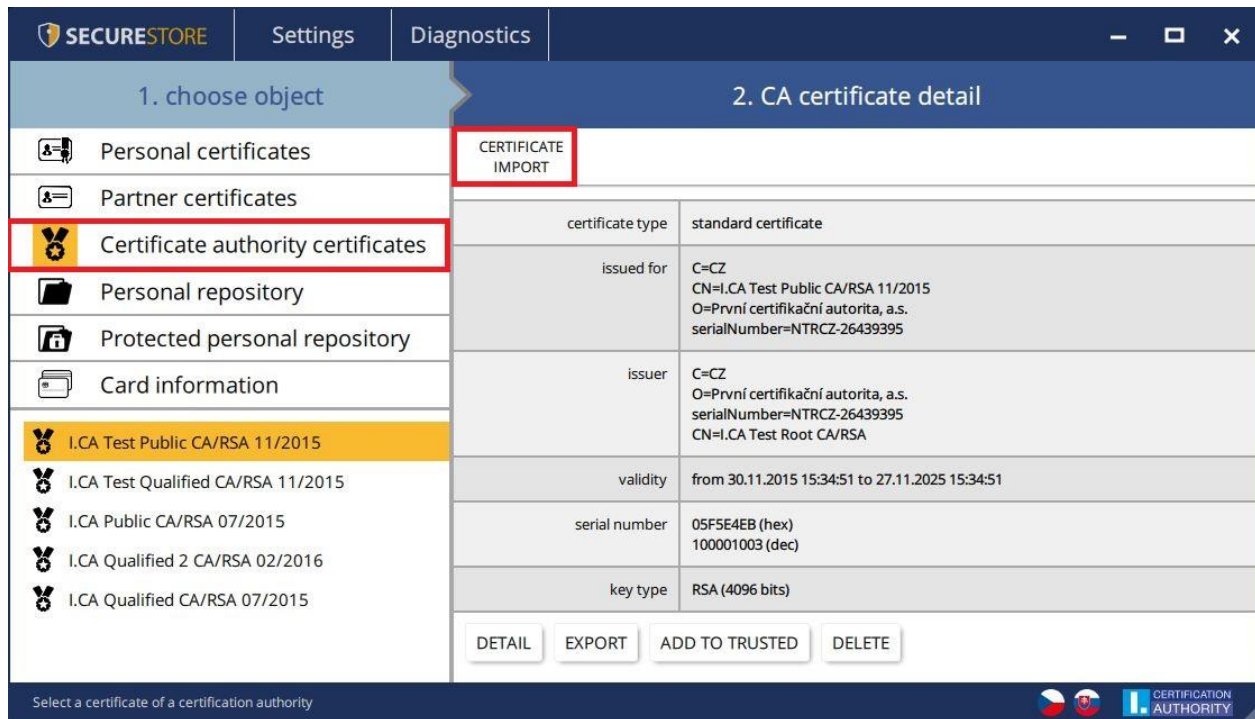 SECURESTORE Settings Diagnostics
1. choose object
2. CA certificate detail
Personal certificates
Partner certificates
Certificate authority certificates
Personal repository
Protected personal repository
Card information
I.CA Test Public CA/RSA 11/2015
I.CA Test Qualified CA/RSA 11/2015
I.CA Public CA/RSA 07/2015
I.CA Qualified 2 CA/RSA 02/2016
I.CA Qualified CA/RSA 07/2015
CERTIFICATE
IMPORT
certificate type standard certificate
issued for C=CZ
CN=I.CA Test Public CA/RSA 11/2015
O=První certifikační autorita, a.s.
serialNumber=NTRCZ-26439395
issuer C=CZ
O=První certifikační autorita, a.s.
serialNumber=NTRCZ-26439395
CN=I.CA Test Root CA/RSA
validity from 30.11.2015 15:34:51 to 27.11.2025 15:34:51
serial number 05F5E4EB (hex)
100001003 (dec)
key type RSA (4096 bits)
DETAIL EXPORT ADD TO TRUSTED DELETE
Select a certificate of a certification authority
I. CERTIFICATION
AUTHORITY